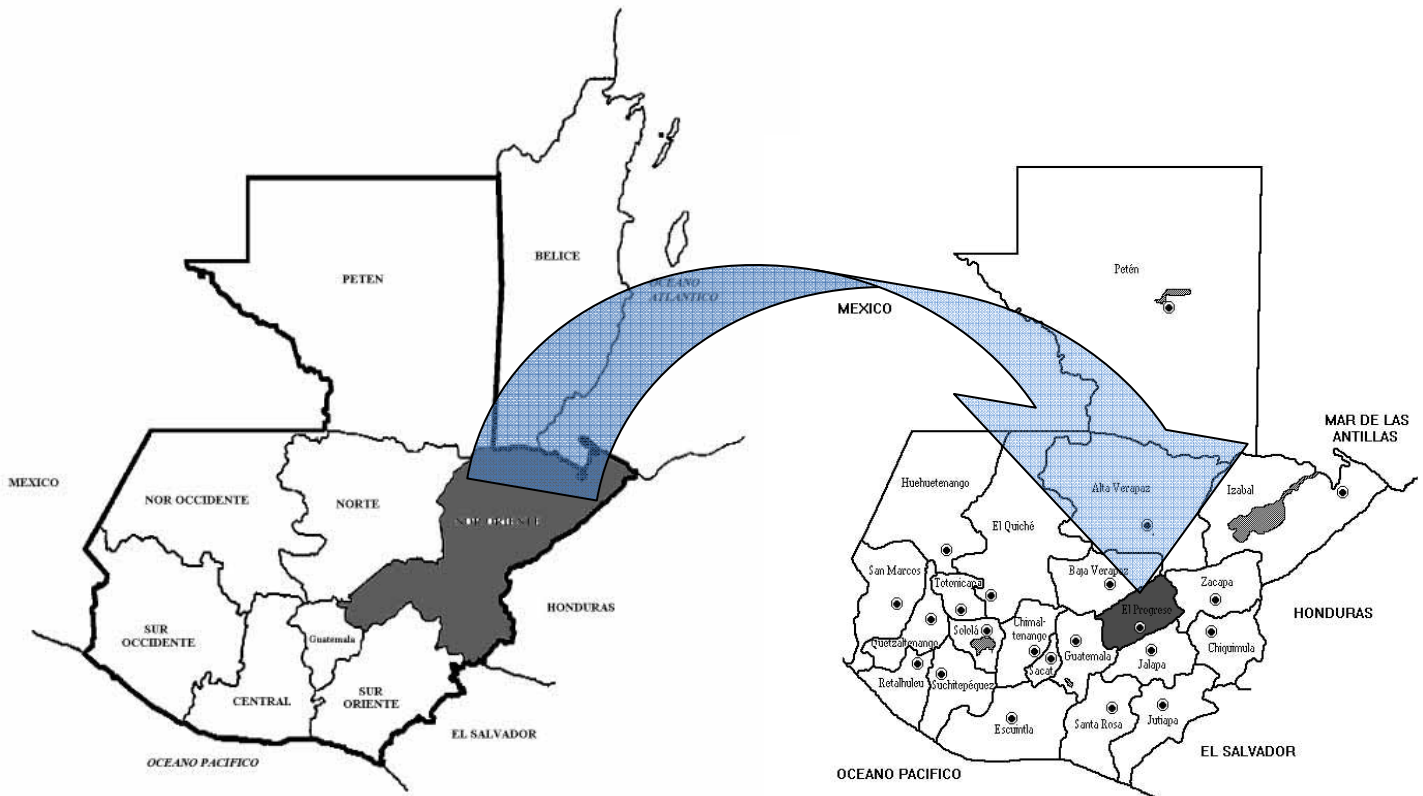 PETEN
BELICE
OCEANO
ATLANTICO
MEXICO
NOR OCCIDENTE
NORTE
NOR ORIENTE
SUR
OCCIDENTE
Guatemala
HONDURAS
CENTRAL
SUR
ORIENTE
EL SALVADOR
OCEANO PACIFICO
Petén
MEXICO
MAR DE LAS
ANTILLAS
Huehuetenango
Alta Verapaz
Izabal
El Quiché
San Marcos
Totonicapa
Baja Verapaz
Zacapa
El Progreso
HONDURAS
Quetzaltenango
Sololá
Chimal-
tenango
Guatemala
Sacat
Jalapa
Chiquimula
Retalhuleu
Suchitepéquez
Escuintla
Santa Rosa
Jutiapa
EL SALVADOR
OCEANO PACIFICO